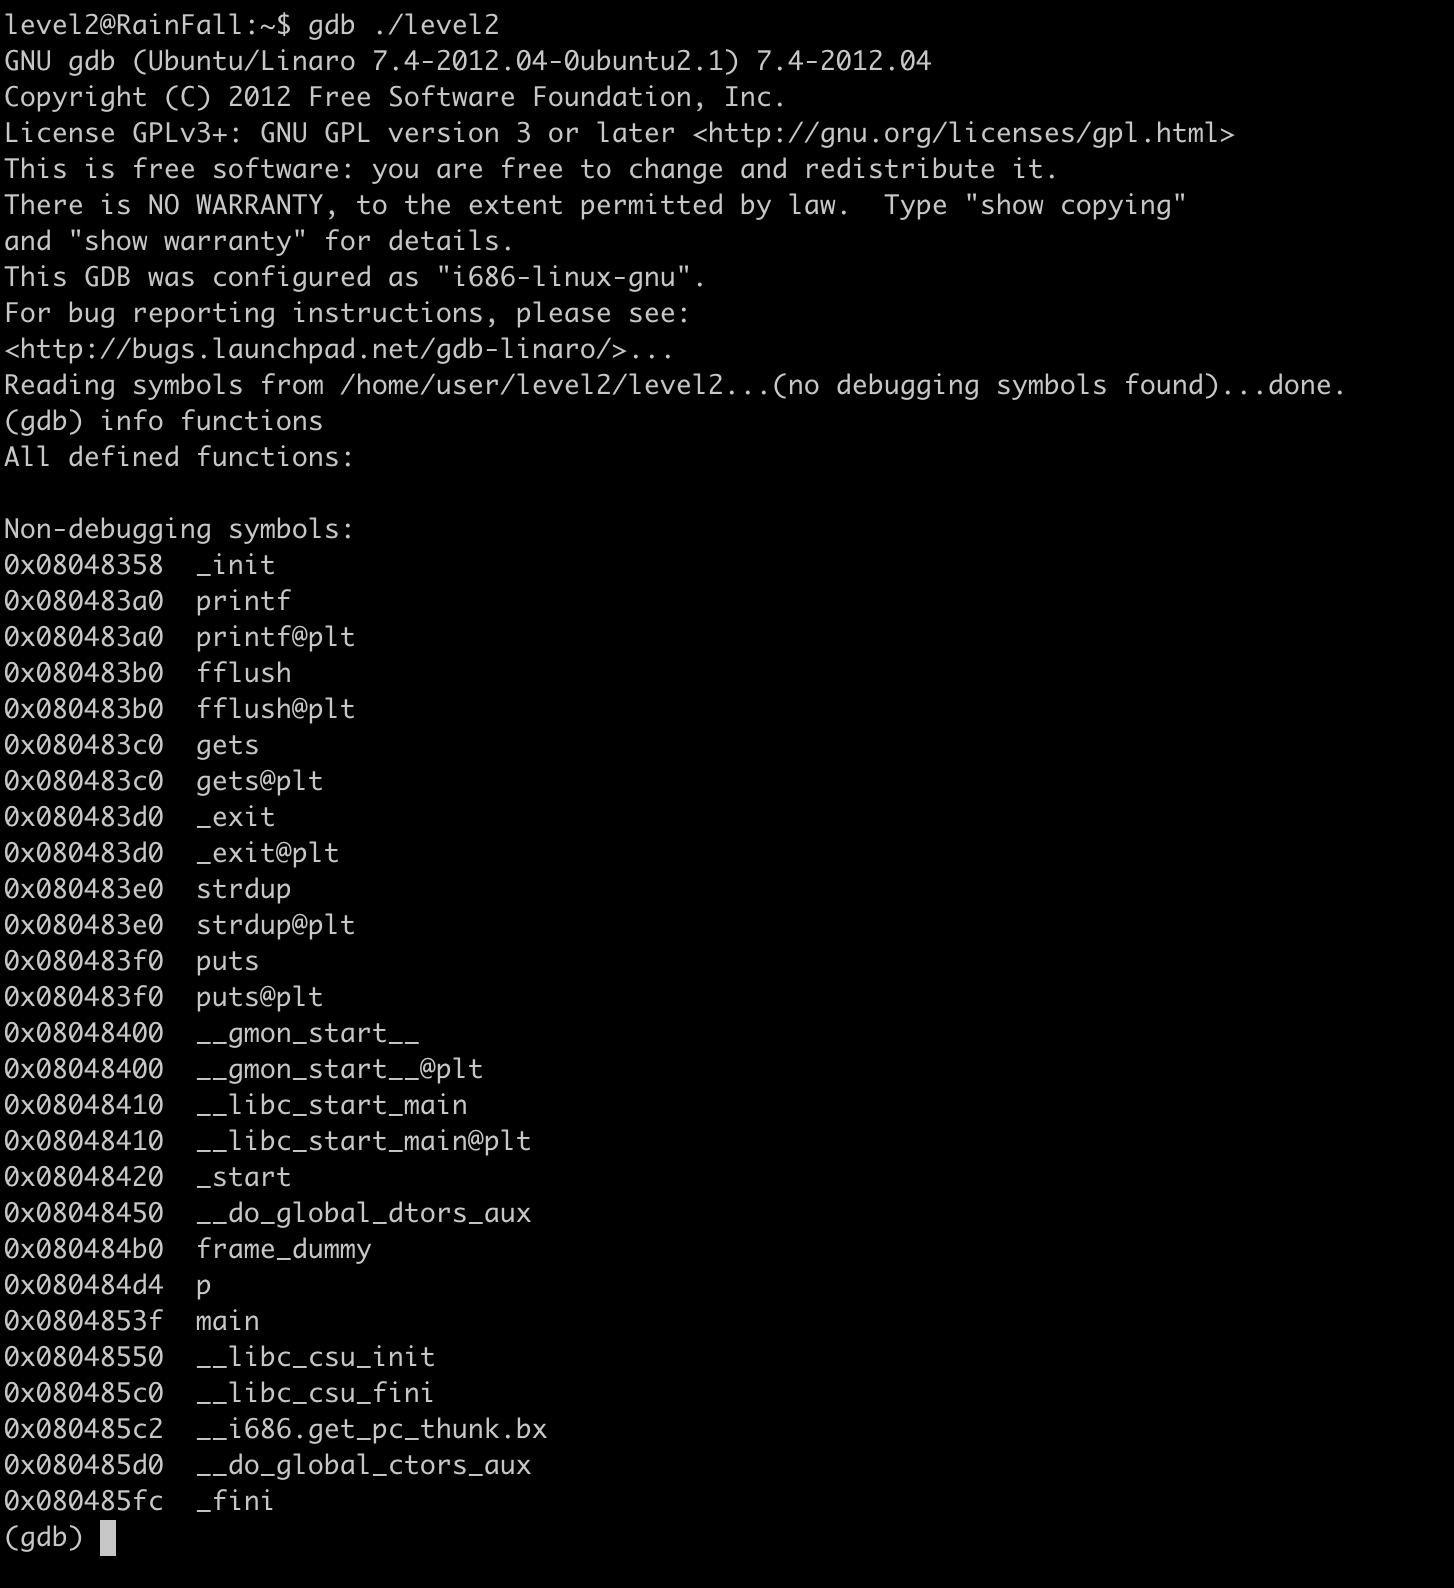 level2@RainFall:~$ gdb ./level2
GNU gdb (Ubuntu/Linaro 7.4-2012.04-0ubuntu2.1) 7.4-2012.04
Copyright (C) 2012 Free Software Foundation, Inc.
License GPLv3+: GNU GPL version 3 or later <http://gnu.org/licenses/gpl.html>
This is free software: you are free to change and redistribute it.
There is NO WARRANTY, to the extent permitted by law.  Type "show copying"
and "show warranty" for details.
This GDB was configured as "i686-linux-gnu".
For bug reporting instructions, please see:
<http://bugs.launchpad.net/gdb-linaro/>...
Reading symbols from /home/user/level2/level2...(no debugging symbols found)...done.
(gdb) info functions
All defined functions:

Non-debugging symbols:
0x08048358  _init
0x080483a0  printf
0x080483a0  printf@plt
0x080483b0  fflush
0x080483b0  fflush@plt
0x080483c0  gets
0x080483c0  gets@plt
0x080483d0  _exit
0x080483d0  _exit@plt
0x080483e0  strdup
0x080483e0  strdup@plt
0x080483f0  puts
0x080483f0  puts@plt
0x08048400  __gmon_start__
0x08048400  __gmon_start__@plt
0x08048410  __libc_start_main
0x08048410  __libc_start_main@plt
0x08048420  _start
0x08048450  __do_global_dtors_aux
0x080484b0  frame_dummy
0x080484d4  p
0x0804853f  main
0x08048550  __libc_csu_init
0x080485c0  __libc_csu_fini
0x080485c2  __i686.get_pc_thunk.bx
0x080485d0  __do_global_ctors_aux
0x080485fc  _fini
(gdb)